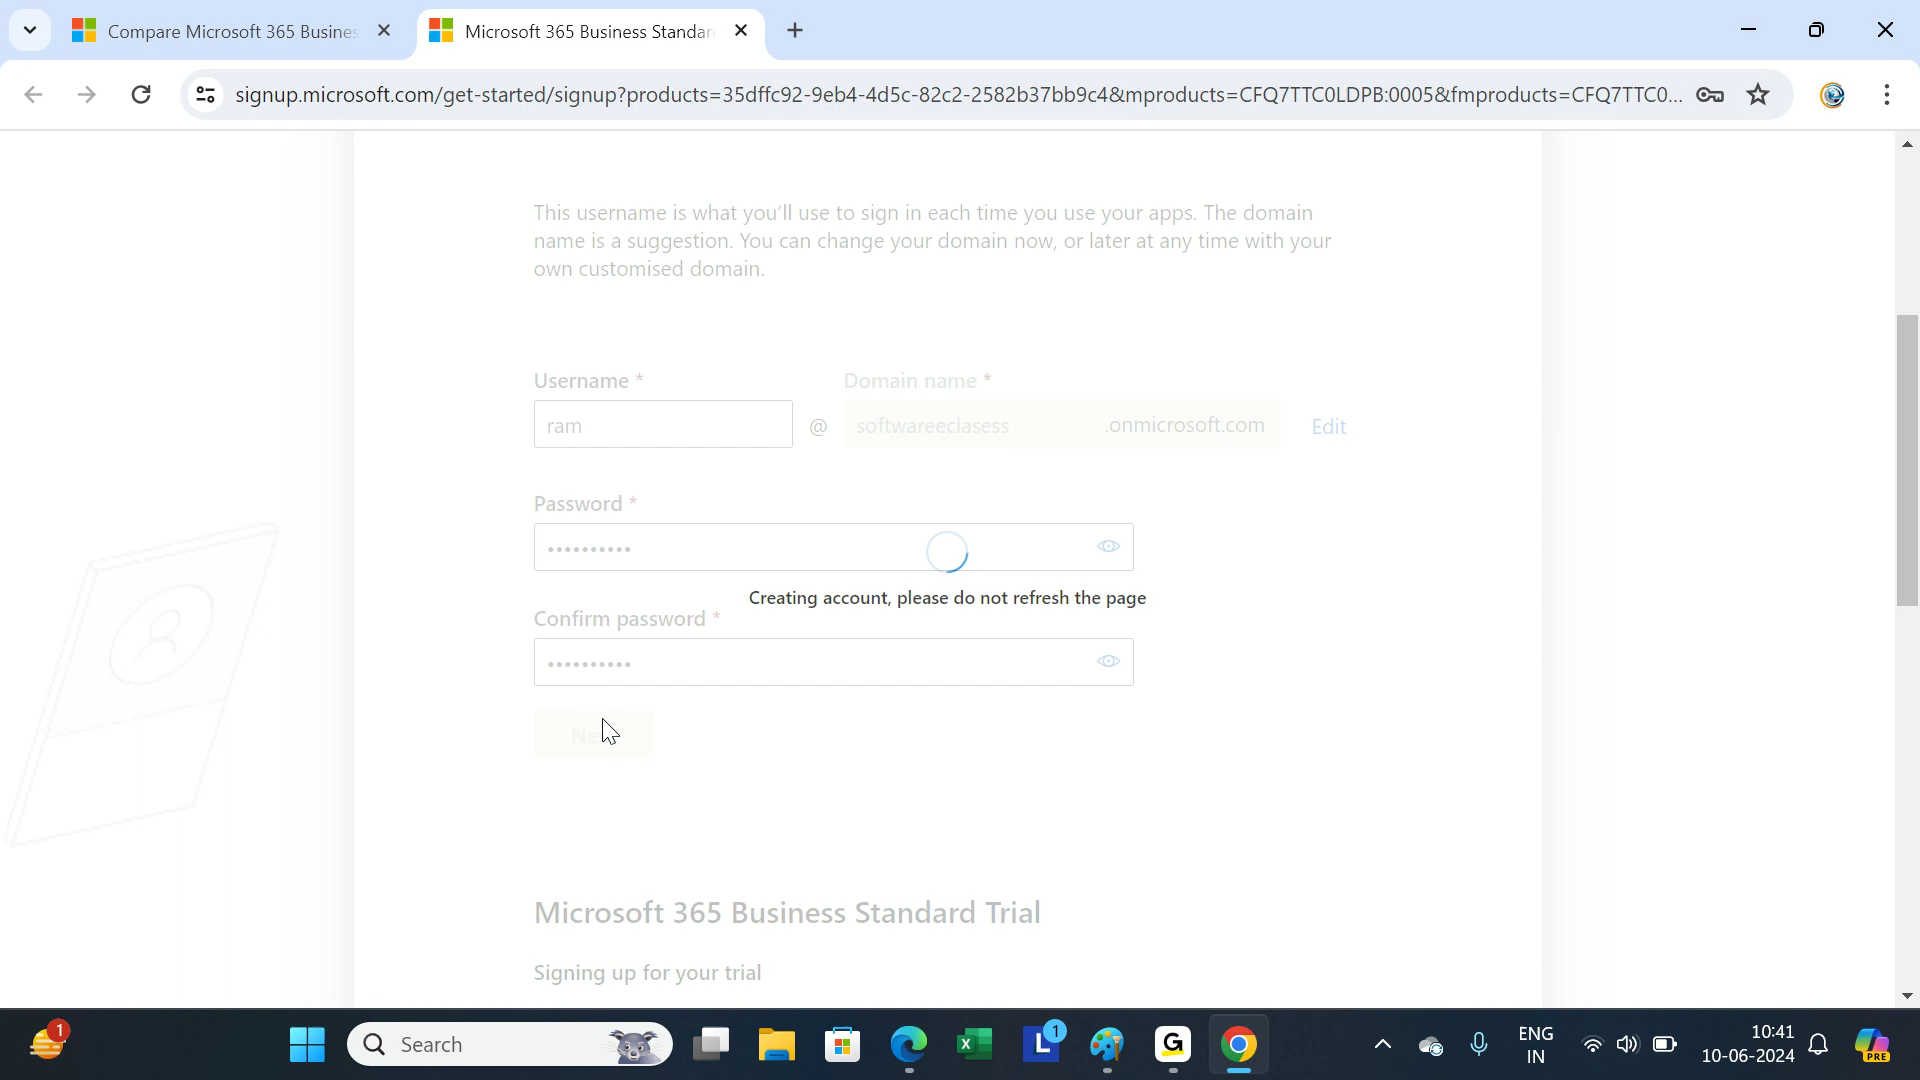 Compare Microsoft 365 Busines
Microsoft 365 Business Standar
signup.microsoft.com/get-started/signup?products=35dffc92-9eb4-4d5c-82c2-2582b37bb9c4&mproducts=CFQ7TTC0LDPB:0005&fmproducts=CFQ7TTC0...
This username is what you'll use to sign in each time you use your apps. The domain
name is a suggestion. You can change your domain now, or later at any time with your
own customised domain.
Username *
Domain name *
ram
@
softwareeclasess
.onmicrosoft.com
Edit
Password *
Creating account, please do not refresh the page
Confirm password *
Microsoft 365 Business Standard Trial
Signing up for your trial
1
Search
L
1
G
ENG
IN
10:41
10-06-2024
PRE